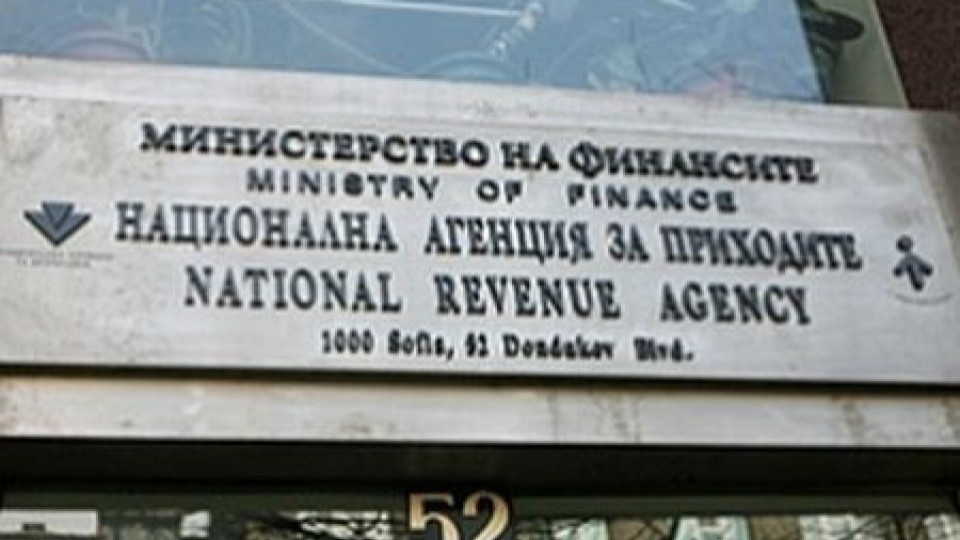 МИНИСТЕРСТВО НА ФИНАНСИТЕ
MINISTRY OF FINANCE
НАЦИОНАЛНА АГЕНЦИЯ ЗА ПРИХОДИТЕ
NATIONAL REVENUE AGENCY
1000 Sofia, 52 Dondukov Blvd.
52